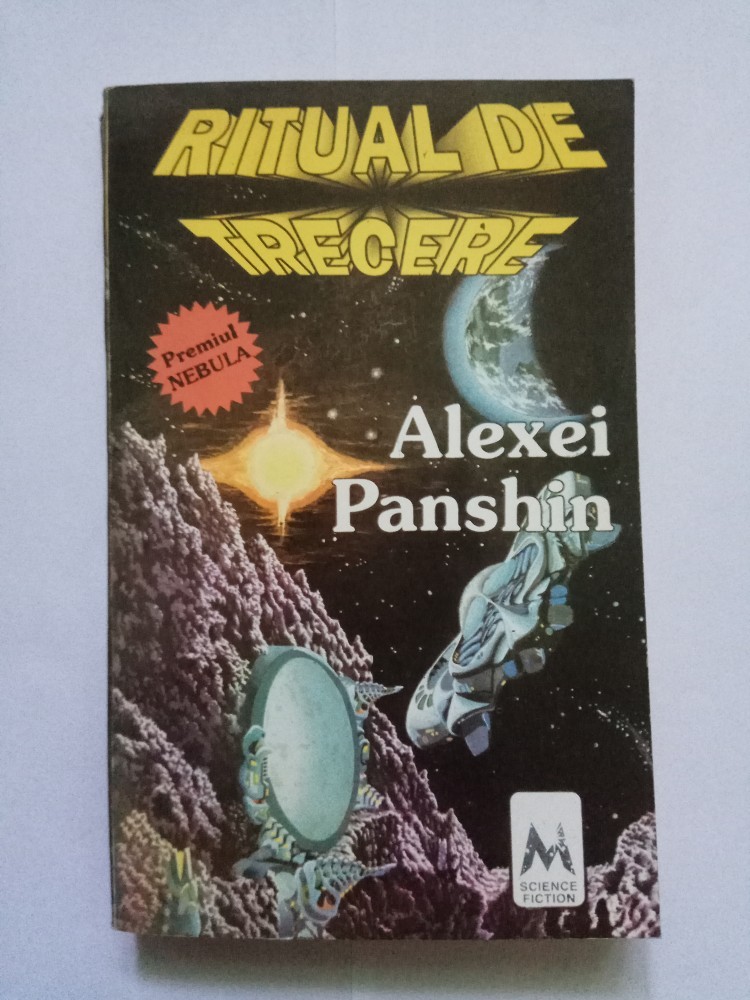 RITUAL DE
TRECERE
Premiul
NEBULA
Alexei
Panshin
M
SCIENCE
FICTION